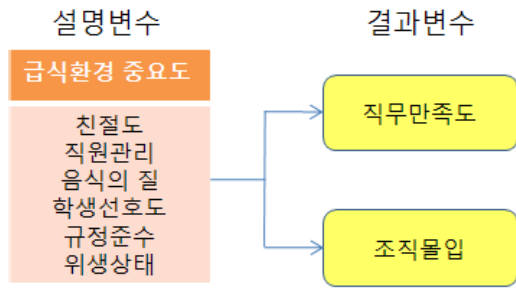 설명변수
결과변수
급식환경 중요도
친절도
직원관리
음식의 질
학생선호도
규정준수
위생상태
직무만족도
조직몰입